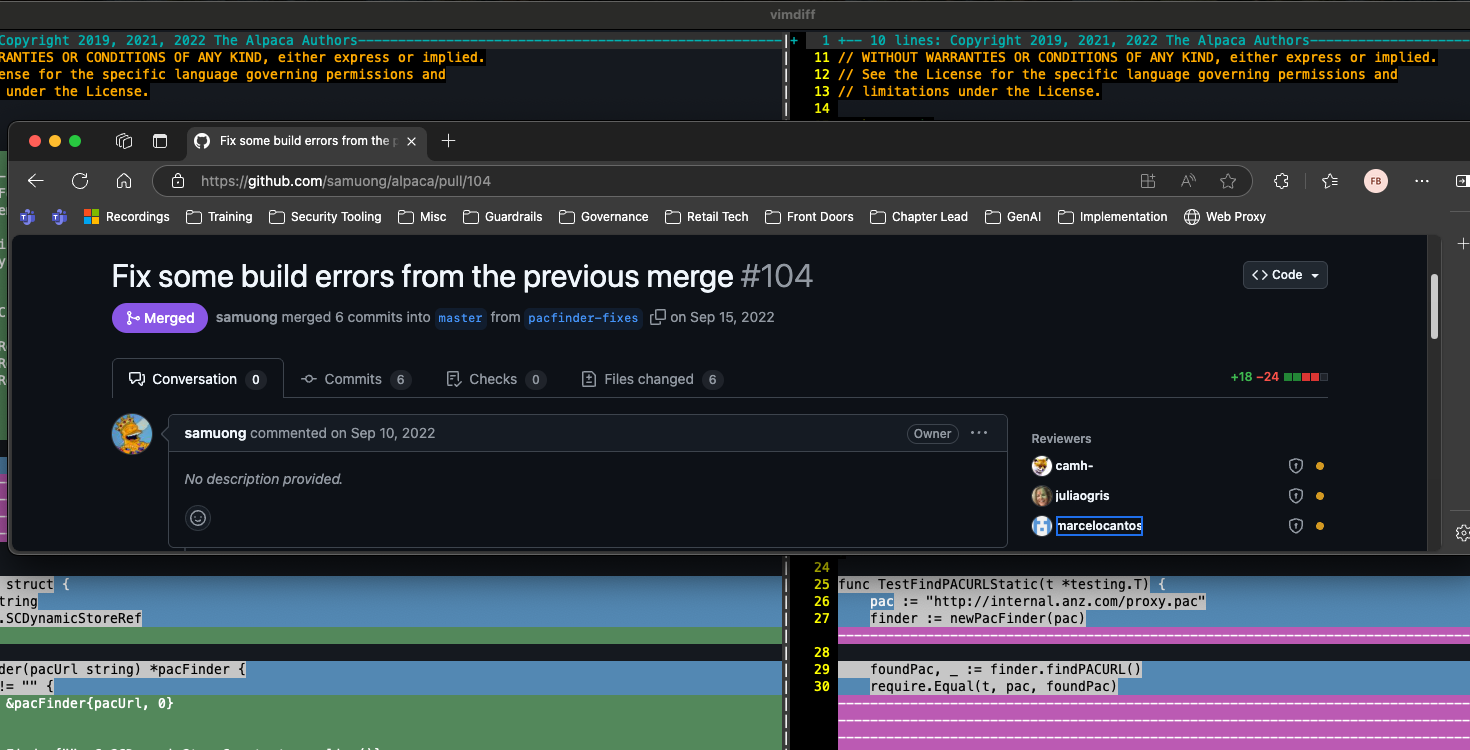 vimdiff
Copyright 2019, 2021, 2022 The Alpaca Authors
RANTIES OR CONDITIONS OF ANY KIND, either express or implied.
ense for the specific language governing permissions and
under the License.
+ 1 +-- 10 lines: Copyright 2019, 2021, 2022 The Alpaca Authors
11 // WITHOUT WARRANTIES OR CONDITIONS OF ANY KIND, either express or implied.
12 // See the License for the specific language governing permissions and
13 // limitations under the License.
14
Fix some build errors from the p
https://github.com/samuong/alpaca/pull/104
FB
Recordings Training Security Tooling Misc Guardrails Governance Retail Tech Front Doors Chapter Lead GenAI Implementation Web Proxy
Fix some build errors from the previous merge #104
Code
Merged samuong merged 6 commits into master from pacfinder-fixes on Sep 15, 2022
Conversation 0 Commits 6 Checks 0 Files changed 6
+18 −24
samuong commented on Sep 10, 2022 Owner
No description provided.
Reviewers
camh-
juliaogris
marcelocantos
struct {
tring
.SCDynamicStoreRef
der(pacUrl string) *pacFinder {
!= "" {
&pacFinder{pacUrl, 0}
24
25 func TestFindPACURLStatic(t *testing.T) {
26 pac := "http://internal.anz.com/proxy.pac"
27 finder := newPacFinder(pac)
28
29 foundPac, _ := finder.findPACURL()
30 require.Equal(t, pac, foundPac)